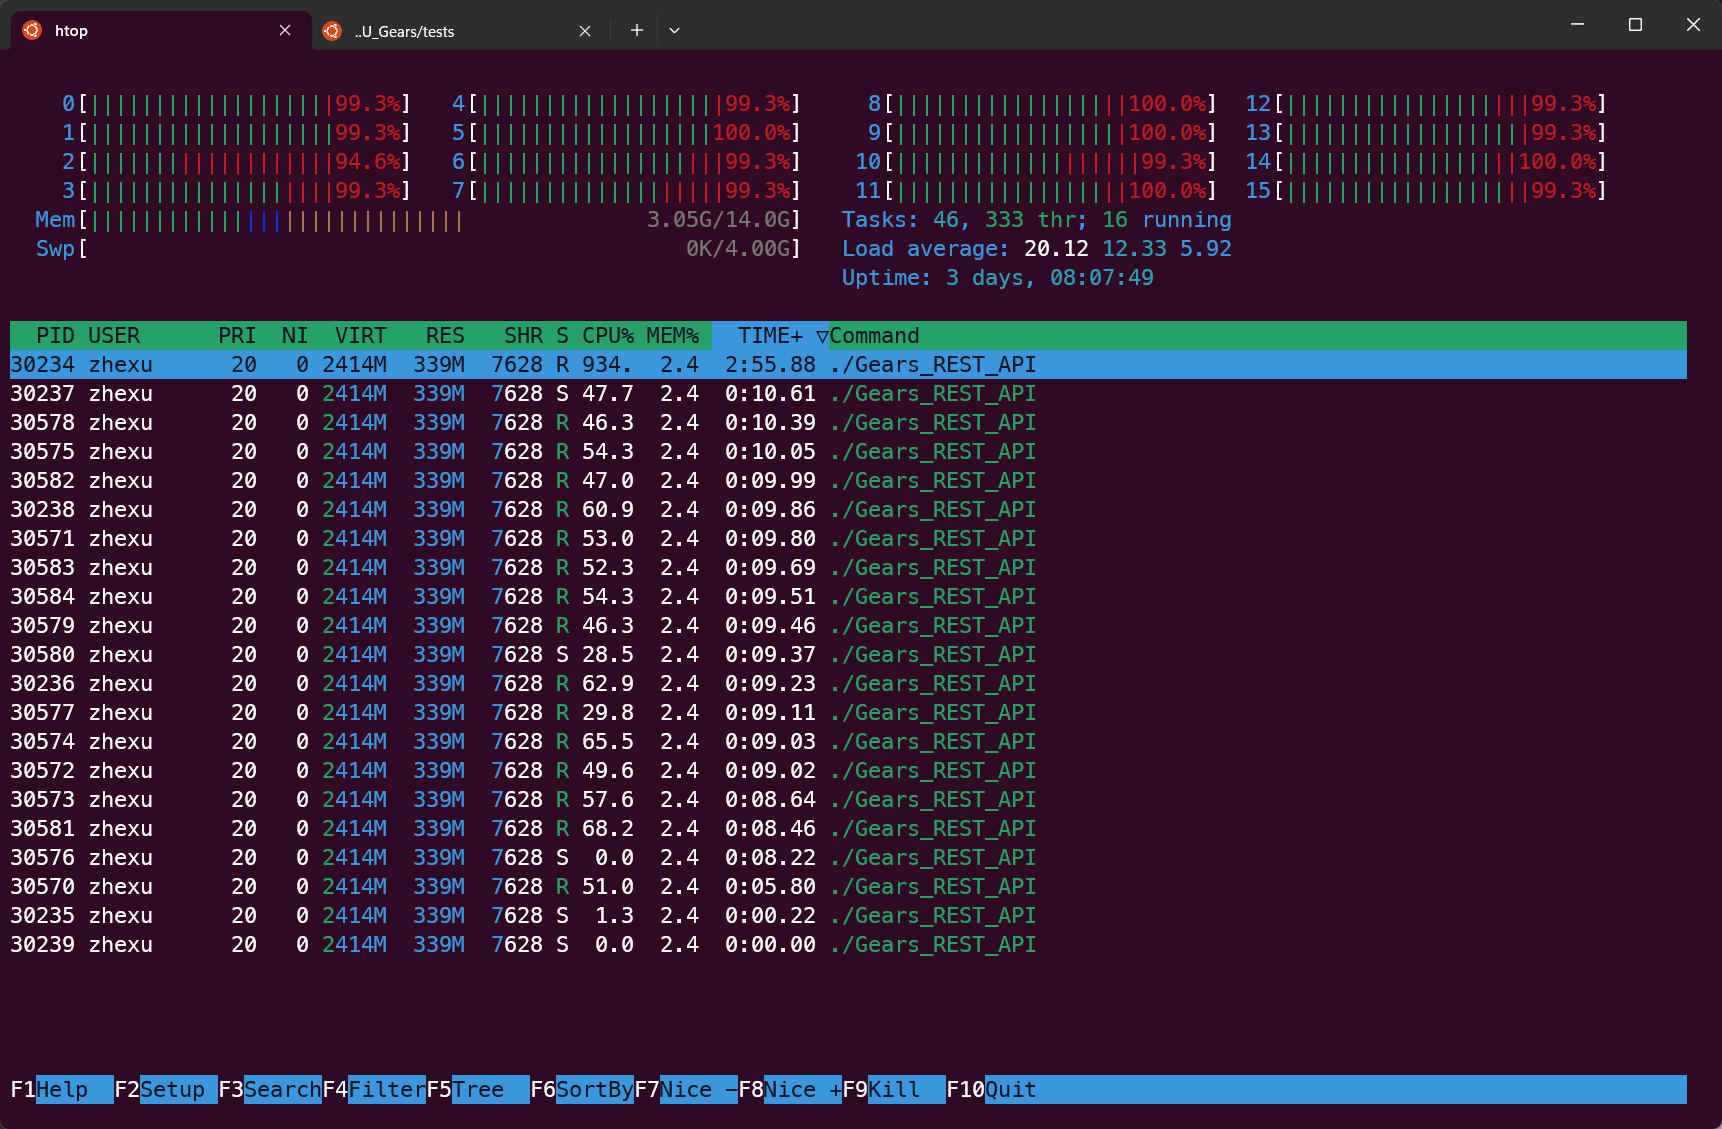 htop ..U_Gears/tests
0[||||||||||||||||||99.3%] 4[|||||||||||||||||||99.3%] 8[||||||||||||||||||100.0%] 12[|||||||||||||||||||99.3%]
1[|||||||||||||||||||99.3%] 5[||||||||||||||||||100.0%] 9[||||||||||||||||||100.0%] 13[|||||||||||||||||||99.3%]
2[|||||||||||||||||||94.6%] 6[|||||||||||||||||||99.3%] 10[|||||||||||||||||||99.3%] 14[||||||||||||||||||100.0%]
3[|||||||||||||||||||99.3%] 7[|||||||||||||||||||99.3%] 11[||||||||||||||||||100.0%] 15[|||||||||||||||||||99.3%]
Mem[||||||||||||||||||||||||||||| 3.05G/14.0G] Tasks: 46, 333 thr; 16 running
Swp[ 0K/4.00G] Load average: 20.12 12.33 5.92
Uptime: 3 days, 08:07:49
PID USER PRI NI VIRT RES SHR S CPU% MEM% TIME+ ▽Command
30234 zhexu 20 0 2414M 339M 7628 R 934. 2.4 2:55.88 ./Gears_REST_API
30237 zhexu 20 0 2414M 339M 7628 S 47.7 2.4 0:10.61 ./Gears_REST_API
30578 zhexu 20 0 2414M 339M 7628 R 46.3 2.4 0:10.39 ./Gears_REST_API
30575 zhexu 20 0 2414M 339M 7628 R 54.3 2.4 0:10.05 ./Gears_REST_API
30582 zhexu 20 0 2414M 339M 7628 R 47.0 2.4 0:09.99 ./Gears_REST_API
30238 zhexu 20 0 2414M 339M 7628 R 60.9 2.4 0:09.86 ./Gears_REST_API
30571 zhexu 20 0 2414M 339M 7628 R 53.0 2.4 0:09.80 ./Gears_REST_API
30583 zhexu 20 0 2414M 339M 7628 R 52.3 2.4 0:09.69 ./Gears_REST_API
30584 zhexu 20 0 2414M 339M 7628 R 54.3 2.4 0:09.51 ./Gears_REST_API
30579 zhexu 20 0 2414M 339M 7628 R 46.3 2.4 0:09.46 ./Gears_REST_API
30580 zhexu 20 0 2414M 339M 7628 S 28.5 2.4 0:09.37 ./Gears_REST_API
30236 zhexu 20 0 2414M 339M 7628 R 62.9 2.4 0:09.23 ./Gears_REST_API
30577 zhexu 20 0 2414M 339M 7628 R 29.8 2.4 0:09.11 ./Gears_REST_API
30574 zhexu 20 0 2414M 339M 7628 R 65.5 2.4 0:09.03 ./Gears_REST_API
30572 zhexu 20 0 2414M 339M 7628 R 49.6 2.4 0:09.02 ./Gears_REST_API
30573 zhexu 20 0 2414M 339M 7628 R 57.6 2.4 0:08.64 ./Gears_REST_API
30581 zhexu 20 0 2414M 339M 7628 R 68.2 2.4 0:08.46 ./Gears_REST_API
30576 zhexu 20 0 2414M 339M 7628 S 0.0 2.4 0:08.22 ./Gears_REST_API
30570 zhexu 20 0 2414M 339M 7628 R 51.0 2.4 0:05.80 ./Gears_REST_API
30235 zhexu 20 0 2414M 339M 7628 S 1.3 2.4 0:00.22 ./Gears_REST_API
30239 zhexu 20 0 2414M 339M 7628 S 0.0 2.4 0:00.00 ./Gears_REST_API
F1Help F2Setup F3SearchF4FilterF5Tree F6SortByF7Nice -F8Nice +F9Kill F10Quit